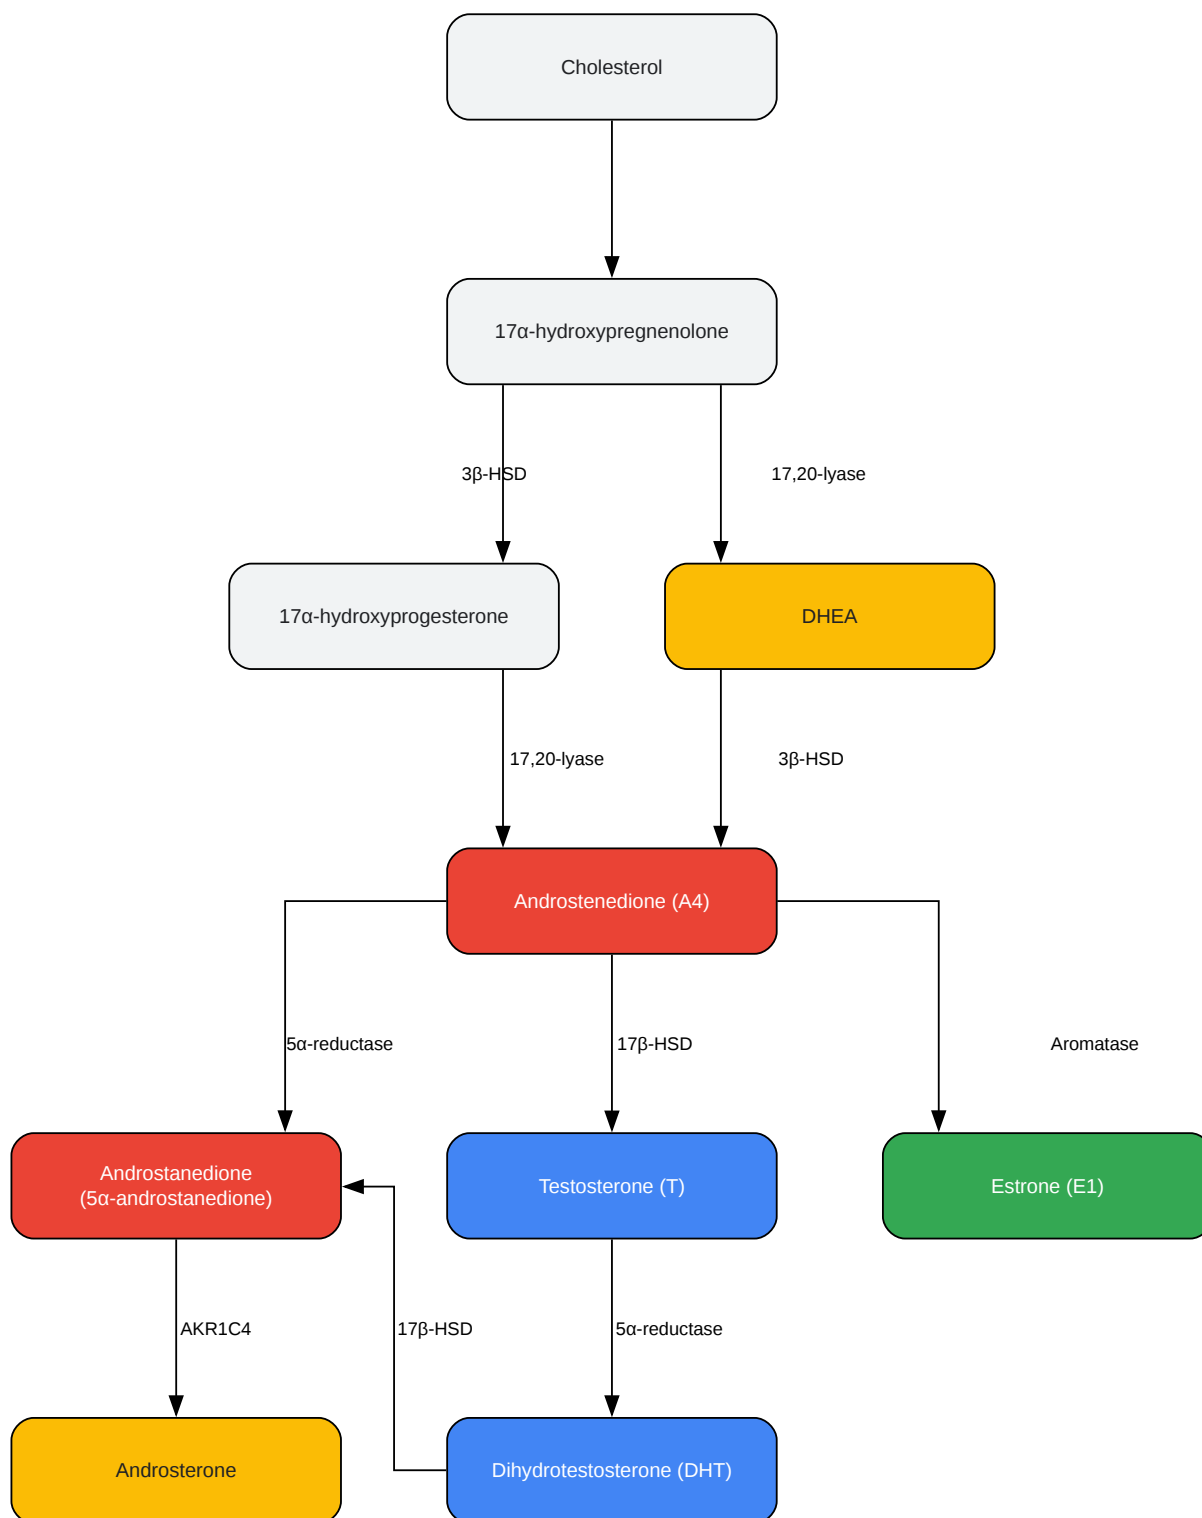 Cholesterol
17α-hydroxypregnenolone
3β-HSD
17,20-lyase
17α-hydroxyprogesterone
DHEA
17,20-lyase
3β-HSD
Androstenedione (A4)
5α-reductase
17β-HSD
Aromatase
Androstanedione
(5α-androstanedione)
Testosterone (T)
Estrone (E1)
AKR1C4
17β-HSD
5α-reductase
Androsterone
Dihydrotestosterone (DHT)